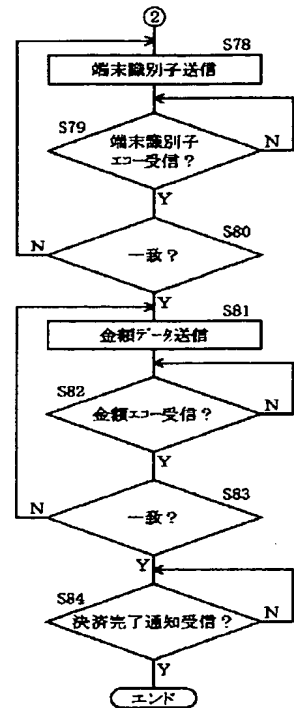 ②
S78
端末識別子送信
S79
端末識別子
エコー受信？
N
Y
S80
一致？
N
Y
S81
金額データ送信
S82
金額エコー受信？
N
Y
S83
一致？
N
Y
S84
決済完了通知受信？
N
Y
エンド